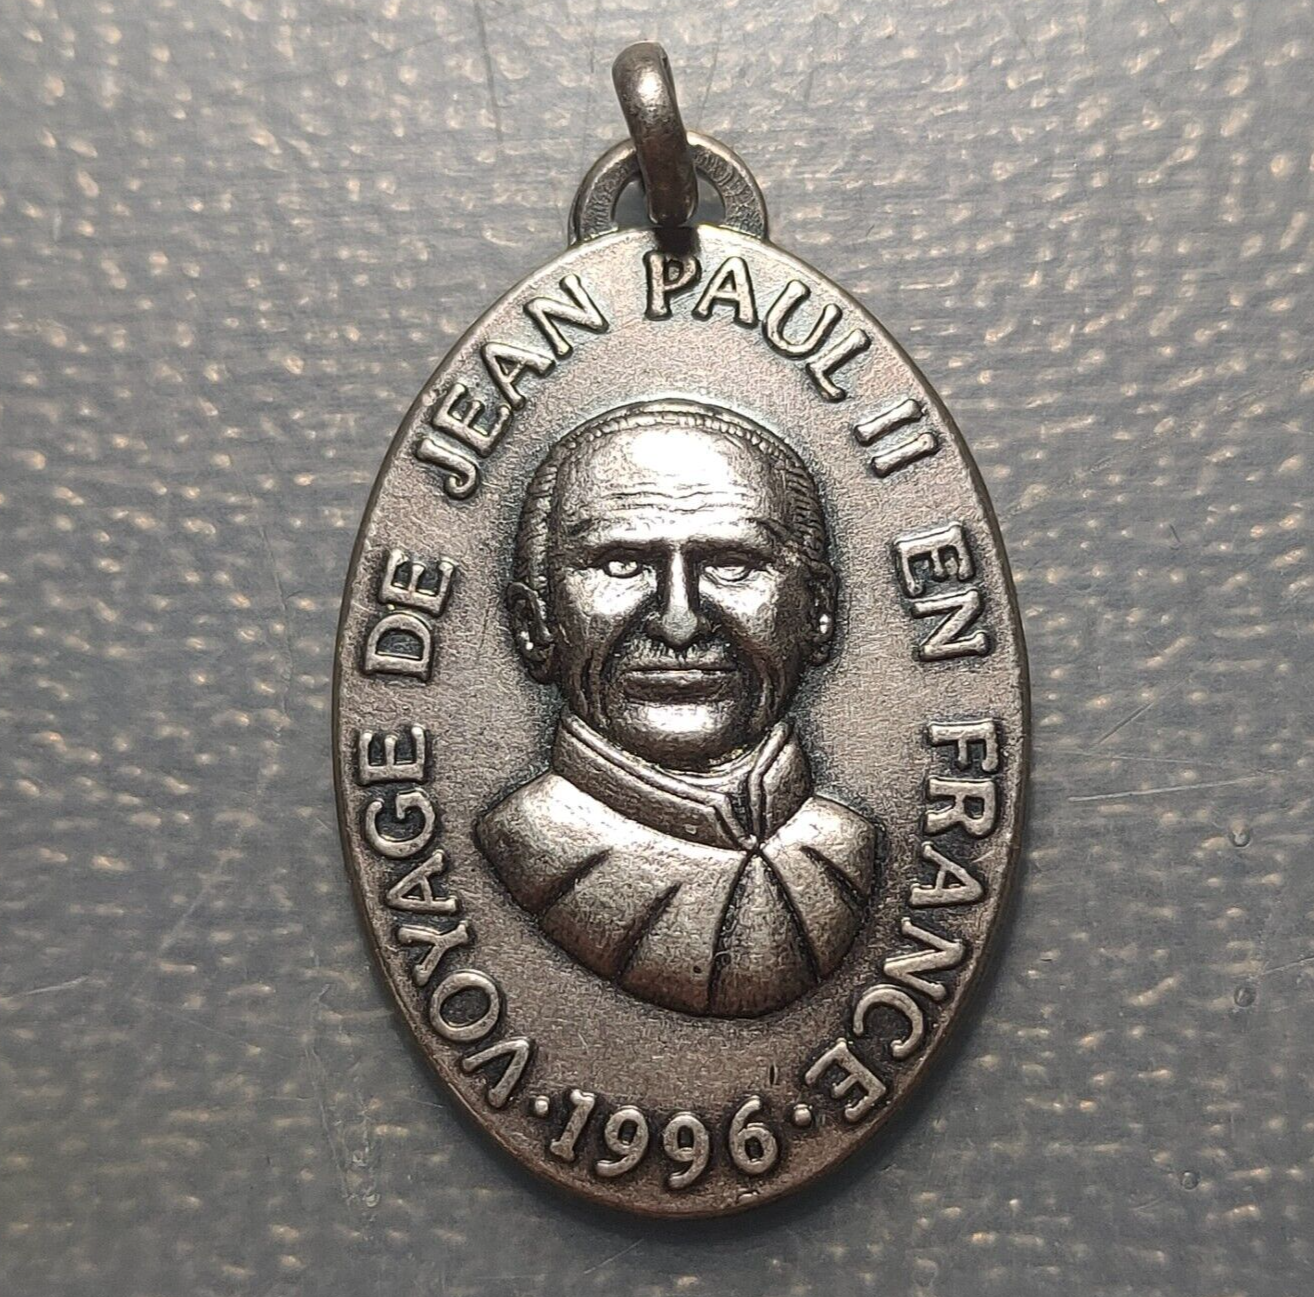 VOYAGE DE JEAN PAUL II EN FRANCE
·1996·